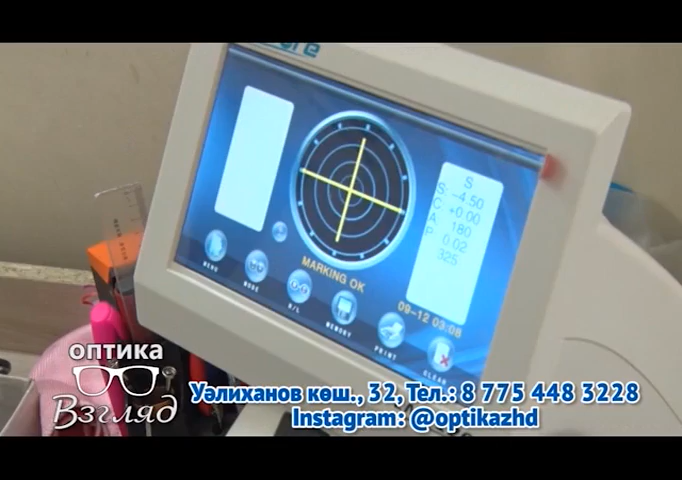 S
S: -4.50
C: +0.00
A: 180
P: 0.02
325
MARKING OK
09-12 03:08
MENU
MODE
R/L
MEMORY
PRINT
CLEAR
оптика
Взгляд
Уәлиханов көш., 32, Тел.: 8 775 448 3228
Instagram: @optikazhd